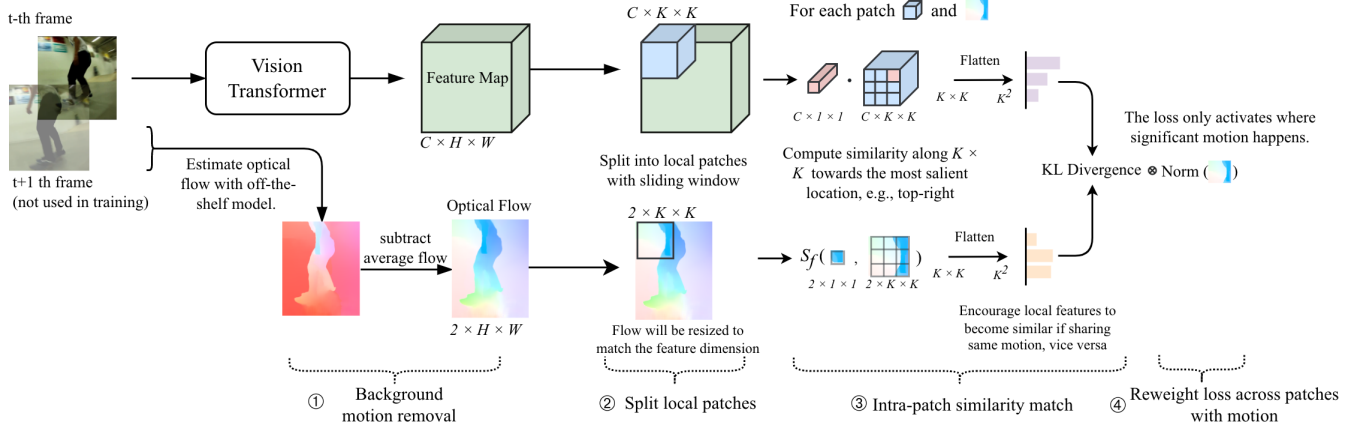 t-th frame
t+1 th frame
(not used in training)
Vision
Transformer
Feature Map
C × H × W
C × K × K
Split into local patches
with sliding window
For each patch and
C × 1 × 1
·
C × K × K
Flatten
K × K
K²
Compute similarity along K ×
K towards the most salient
location, e.g., top-right
The loss only activates where
significant motion happens.
KL Divergence ⊗ Norm ( )
Estimate optical
flow with off-the-
shelf model.
subtract
average flow
Optical Flow
2 × H × W
2 × K × K
Flow will be resized to
match the feature dimension
S_f ( , )
2 × 1 × 1
2 × K × K
Flatten
K × K
K²
Encourage local features to
become similar if sharing
same motion, vice versa
① Background
motion removal
② Split local patches
③ Intra-patch similarity match
④ Reweight loss across patches
with motion